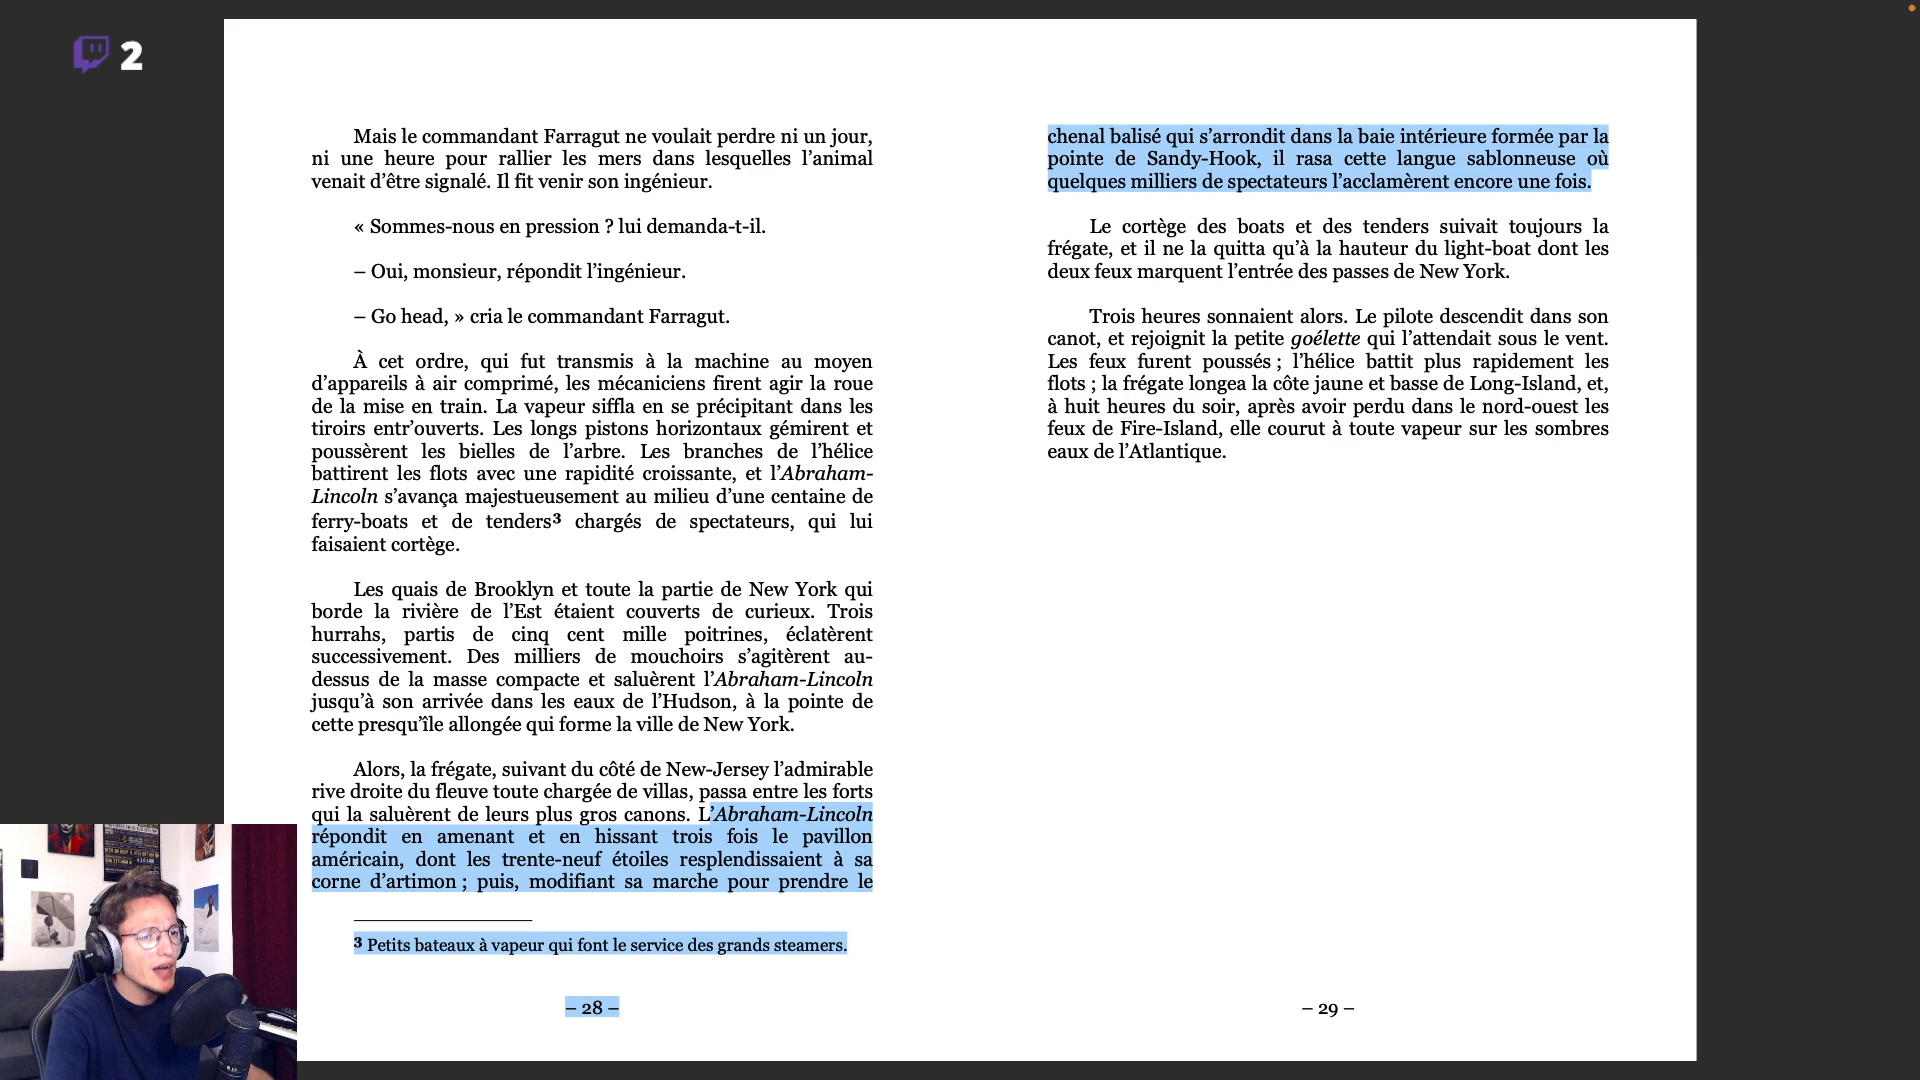 2
Mais le commandant Farragut ne voulait perdre ni un jour,
ni une heure pour rallier les mers dans lesquelles l’animal
venait d’être signalé. Il fit venir son ingénieur.
« Sommes-nous en pression ? lui demanda-t-il.
– Oui, monsieur, répondit l’ingénieur.
– Go head, » cria le commandant Farragut.
À cet ordre, qui fut transmis à la machine au moyen
d’appareils à air comprimé, les mécaniciens firent agir la roue
de la mise en train. La vapeur siffla en se précipitant dans les
tiroirs entr’ouverts. Les longs pistons horizontaux gémirent et
poussèrent les bielles de l’arbre. Les branches de l’hélice
battirent les flots avec une rapidité croissante, et l’Abraham-
Lincoln s’avança majestueusement au milieu d’une centaine de
ferry-boats et de tenders3 chargés de spectateurs, qui lui
faisaient cortège.
Les quais de Brooklyn et toute la partie de New York qui
borde la rivière de l’Est étaient couverts de curieux. Trois
hurrahs, partis de cinq cent mille poitrines, éclatèrent
successivement. Des milliers de mouchoirs s’agitèrent au-
dessus de la masse compacte et saluèrent l’Abraham-Lincoln
jusqu’à son arrivée dans les eaux de l’Hudson, à la pointe de
cette presqu’île allongée qui forme la ville de New York.
Alors, la frégate, suivant du côté de New-Jersey l’admirable
rive droite du fleuve toute chargée de villas, passa entre les forts
qui la saluèrent de leurs plus gros canons. L’Abraham-Lincoln
répondit en amenant et en hissant trois fois le pavillon
américain, dont les trente-neuf étoiles resplendissaient à sa
corne d’artimon ; puis, modifiant sa marche pour prendre le
3 Petits bateaux à vapeur qui font le service des grands steamers.
– 28 –
chenal balisé qui s’arrondit dans la baie intérieure formée par la
pointe de Sandy-Hook, il rasa cette langue sablonneuse où
quelques milliers de spectateurs l’acclamèrent encore une fois.
Le cortège des boats et des tenders suivait toujours la
frégate, et il ne la quitta qu’à la hauteur du light-boat dont les
deux feux marquent l’entrée des passes de New York.
Trois heures sonnaient alors. Le pilote descendit dans son
canot, et rejoignit la petite goélette qui l’attendait sous le vent.
Les feux furent poussés ; l’hélice battit plus rapidement les
flots ; la frégate longea la côte jaune et basse de Long-Island, et,
à huit heures du soir, après avoir perdu dans le nord-ouest les
feux de Fire-Island, elle courut à toute vapeur sur les sombres
eaux de l’Atlantique.
– 29 –